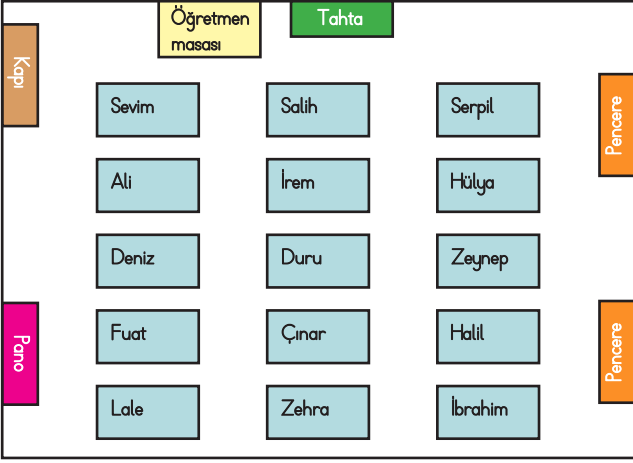 Öğretmen
masası
Tahta
Kapı
Sevim
Salih
Serpil
Pencere
Ali
İrem
Hülya
Deniz
Duru
Zeynep
Pano
Fuat
Çınar
Halil
Pencere
Lale
Zehra
İbrahim